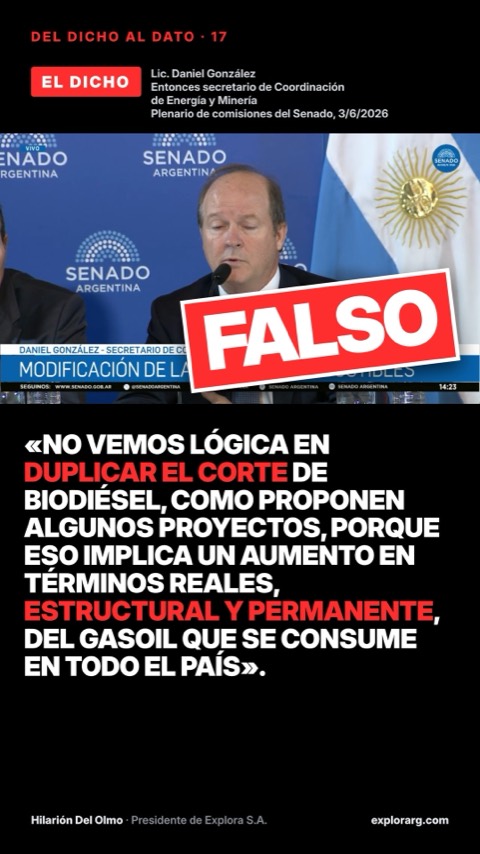 DEL DICHO AL DATO · 17
EL DICHO
Lic. Daniel González
Entonces secretario de Coordinación
de Energía y Minería
Plenario de comisiones del Senado, 3/6/2026
VIVO
SENADO
ARGENTINA
SENADO
ARGENTINA
SENADO
ARGENTINA
SENADO
ARGENTINA
FALSO
DANIEL GONZÁLEZ - SECRETARIO DE CO
MODIFICACIÓN DE LA
SEGUINOS: WWW.SENADO.GOB.AR @SENADOARGENTINA SENADO ARGENTINA SENADO ARGENTINA 14:23
«NO VEMOS LÓGICA EN
DUPLICAR EL CORTE DE
BIODIÉSEL, COMO PROPONEN
ALGUNOS PROYECTOS, PORQUE
ESO IMPLICA UN AUMENTO EN
TÉRMINOS REALES,
ESTRUCTURAL Y PERMANENTE,
DEL GASOIL QUE SE CONSUME
EN TODO EL PAÍS».
Hilarión Del Olmo · Presidente de Explora S.A.
explorarg.com